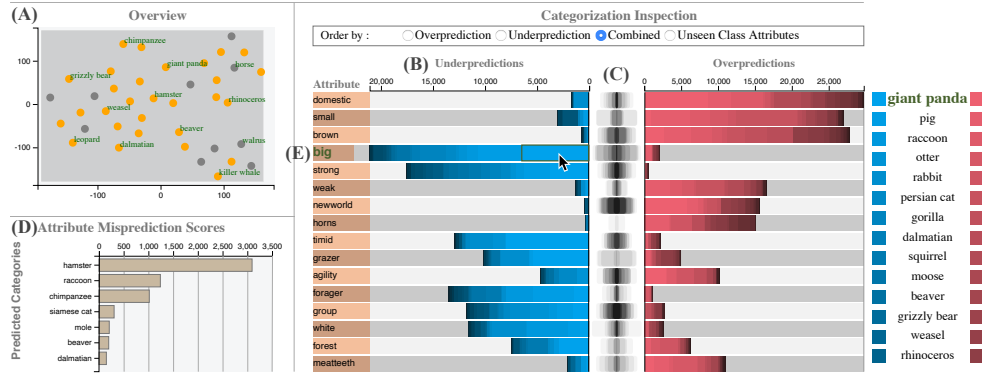 (A)
Overview
100
0
-100
-100
0
100
chimpanzee
giant panda
horse
grizzly bear
hamster
rhinoceros
weasel
beaver
leopard
dalmatian
walrus
killer whale
(D) Attribute Misprediction Scores
0 500 1,000 1,500 2,000 2,500 3,000 3,500
Predicted Categories
hamster
raccoon
chimpanzee
siamese cat
mole
beaver
dalmatian
Categorization Inspection
Order by : Overprediction Underprediction Combined Unseen Class Attributes
(B) Underpredictions
(C) Overpredictions
Attribute 20,000 15,000 10,000 5,000 0
0 5,000 10,000 15,000 20,000 25,000
domestic
small
brown
(E) big
strong
weak
newworld
horns
timid
grazer
agility
forager
group
white
forest
meatteeth
giant panda
pig
raccoon
otter
rabbit
persian cat
gorilla
dalmatian
squirrel
moose
beaver
grizzly bear
weasel
rhinoceros